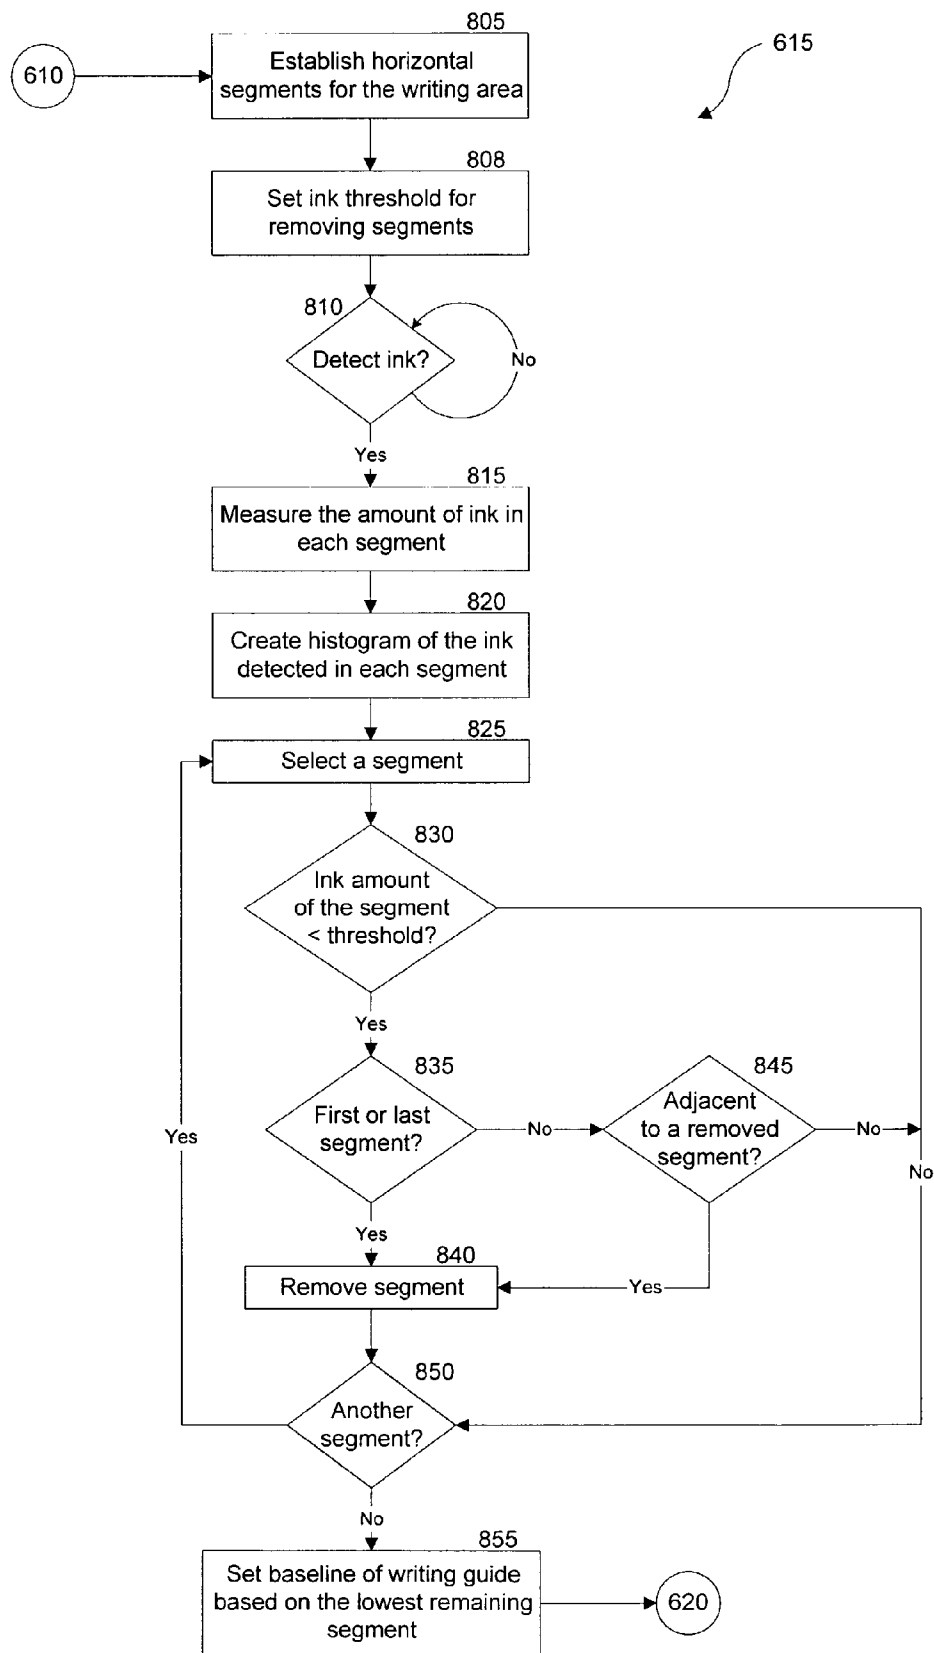 805
610
Establish horizontal
segments for the writing area
615
808
Set ink threshold for
removing segments
810
Detect ink?
No
Yes
815
Measure the amount of ink in
each segment
820
Create histogram of the ink
detected in each segment
825
Select a segment
830
Ink amount
of the segment
< threshold?
Yes
835
First or last
segment?
No
845
Adjacent
to a removed
segment?
No
No
Yes
Yes
840
Remove segment
Yes
850
Another
segment?
No
855
Set baseline of writing guide
based on the lowest remaining
segment
620